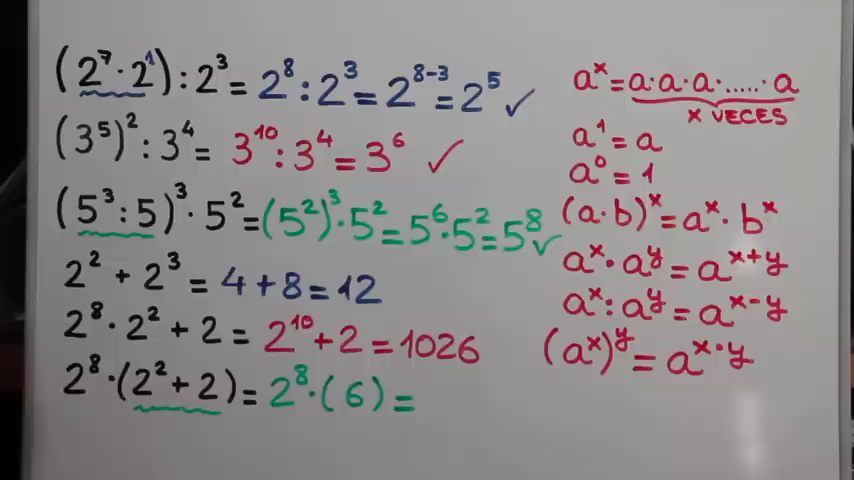 (2⁷·2¹):2³=2⁸:2³=2⁸⁻³=2⁵✓
(3⁵)²:3⁴=3¹⁰:3⁴=3⁶✓
(5³:5)³·5²=(5²)³·5²=5⁶·5²=5⁸✓
2²+2³=4+8=12
2⁸·2²+2=2¹⁰+2=1026
2⁸·(2²+2)=2⁸·(6)=
aˣ=a·a·a·.....·a
x VECES
a¹=a
a⁰=1
(a·b)ˣ=aˣ·bˣ
aˣ·aʸ=aˣ⁺ʸ
aˣ:aʸ=aˣ⁻ʸ
(aˣ)ʸ=aˣ·ʸ